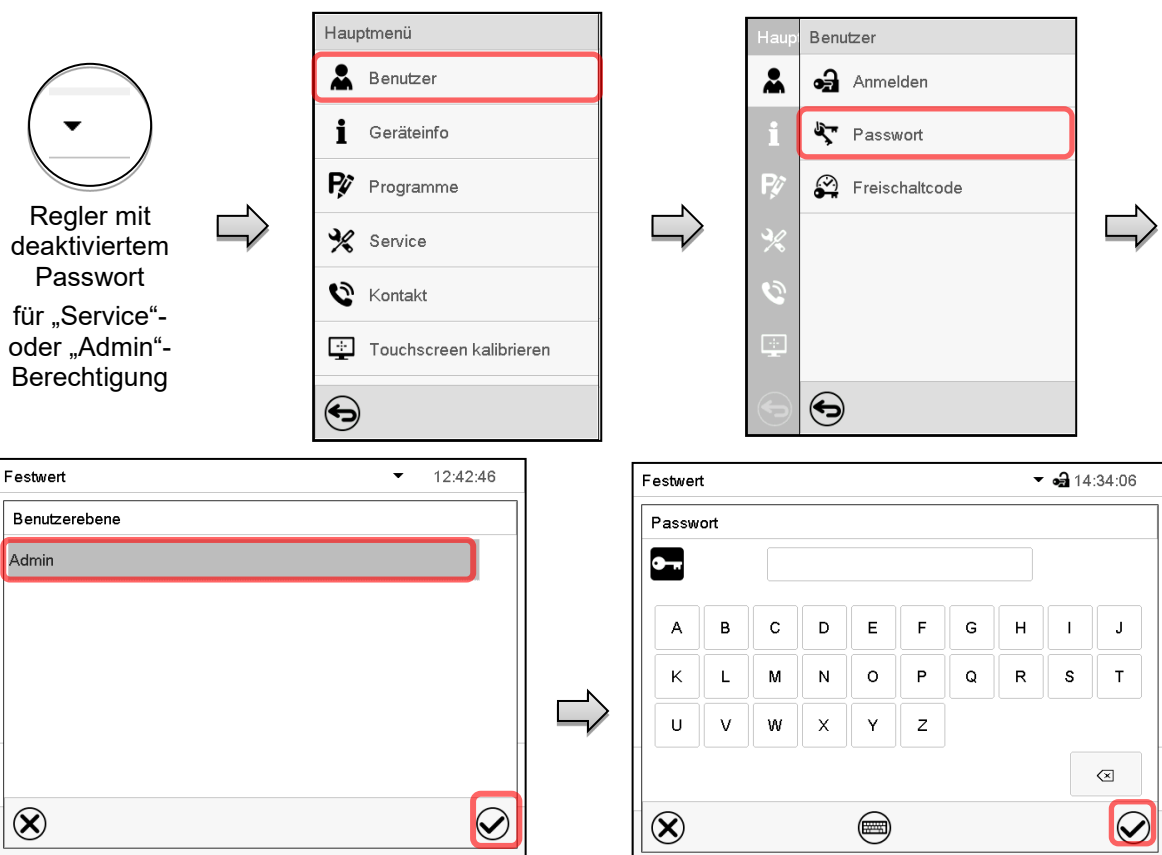 Regler mit
deaktiviertem
Passwort
für „Service“-
oder „Admin“-
Berechtigung
Hauptmenü
Benutzer
Geräteinfo
Programme
Service
Kontakt
Touchscreen kalibrieren
Haup
Benutzer
Anmelden
Passwort
Freischaltcode
Festwert 12:42:46
Benutzerebene
Admin
Festwert 14:34:06
Passwort
A B C D E F G H I J
K L M N O P Q R S T
U V W X Y Z